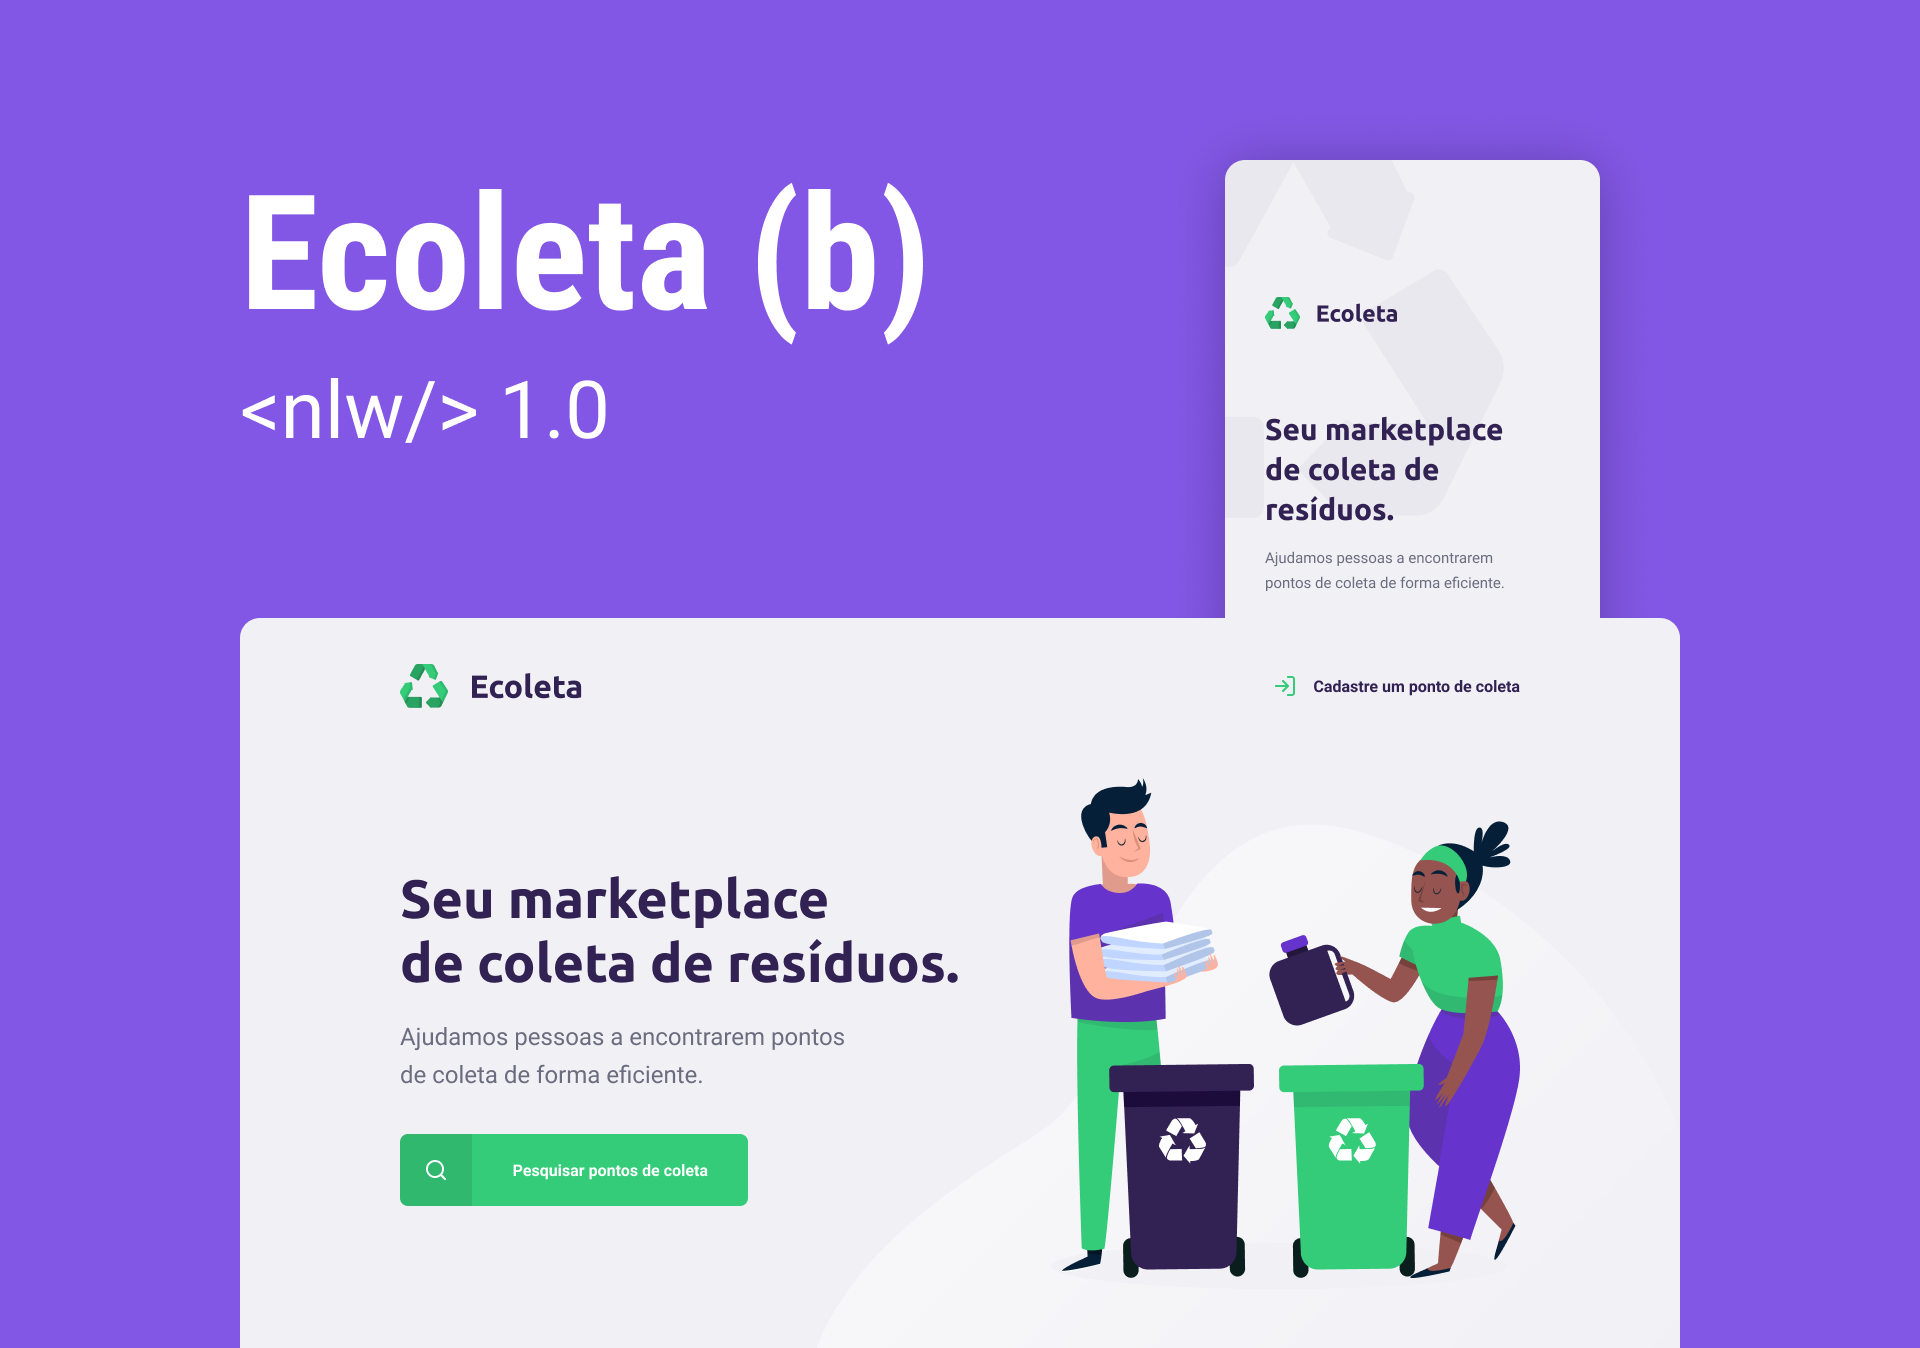 Ecoleta (b)
<nlw/> 1.0
Ecoleta
Seu marketplace
de coleta de
resíduos.
Ajudamos pessoas a encontrarem
pontos de coleta de forma eficiente.
Ecoleta
Cadastre um ponto de coleta
Seu marketplace
de coleta de resíduos.
Ajudamos pessoas a encontrarem pontos
de coleta de forma eficiente.
Pesquisar pontos de coleta